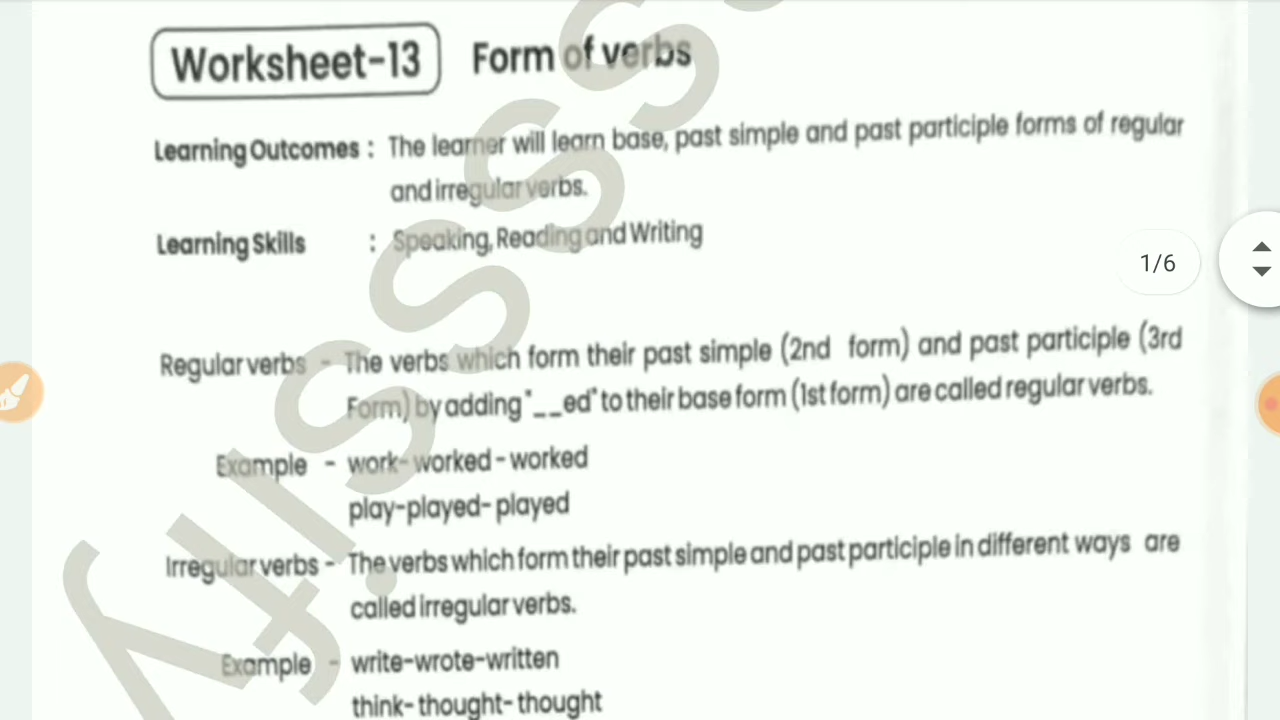 Worksheet-13 Form of verbs
Learning Outcomes : The learner will learn base, past simple and past participle forms of regular
and irregular verbs.
Learning Skills : Speaking, Reading and Writing
1/6
Regular verbs - The verbs which form their past simple (2nd form) and past participle (3rd
Form) by adding "__ed" to their base form (1st form) are called regular verbs.
Example - work- worked - worked
play-played- played
Irregular verbs - The verbs which form their past simple and past participle in different ways are
called irregular verbs.
Example - write-wrote-written
think- thought- thought